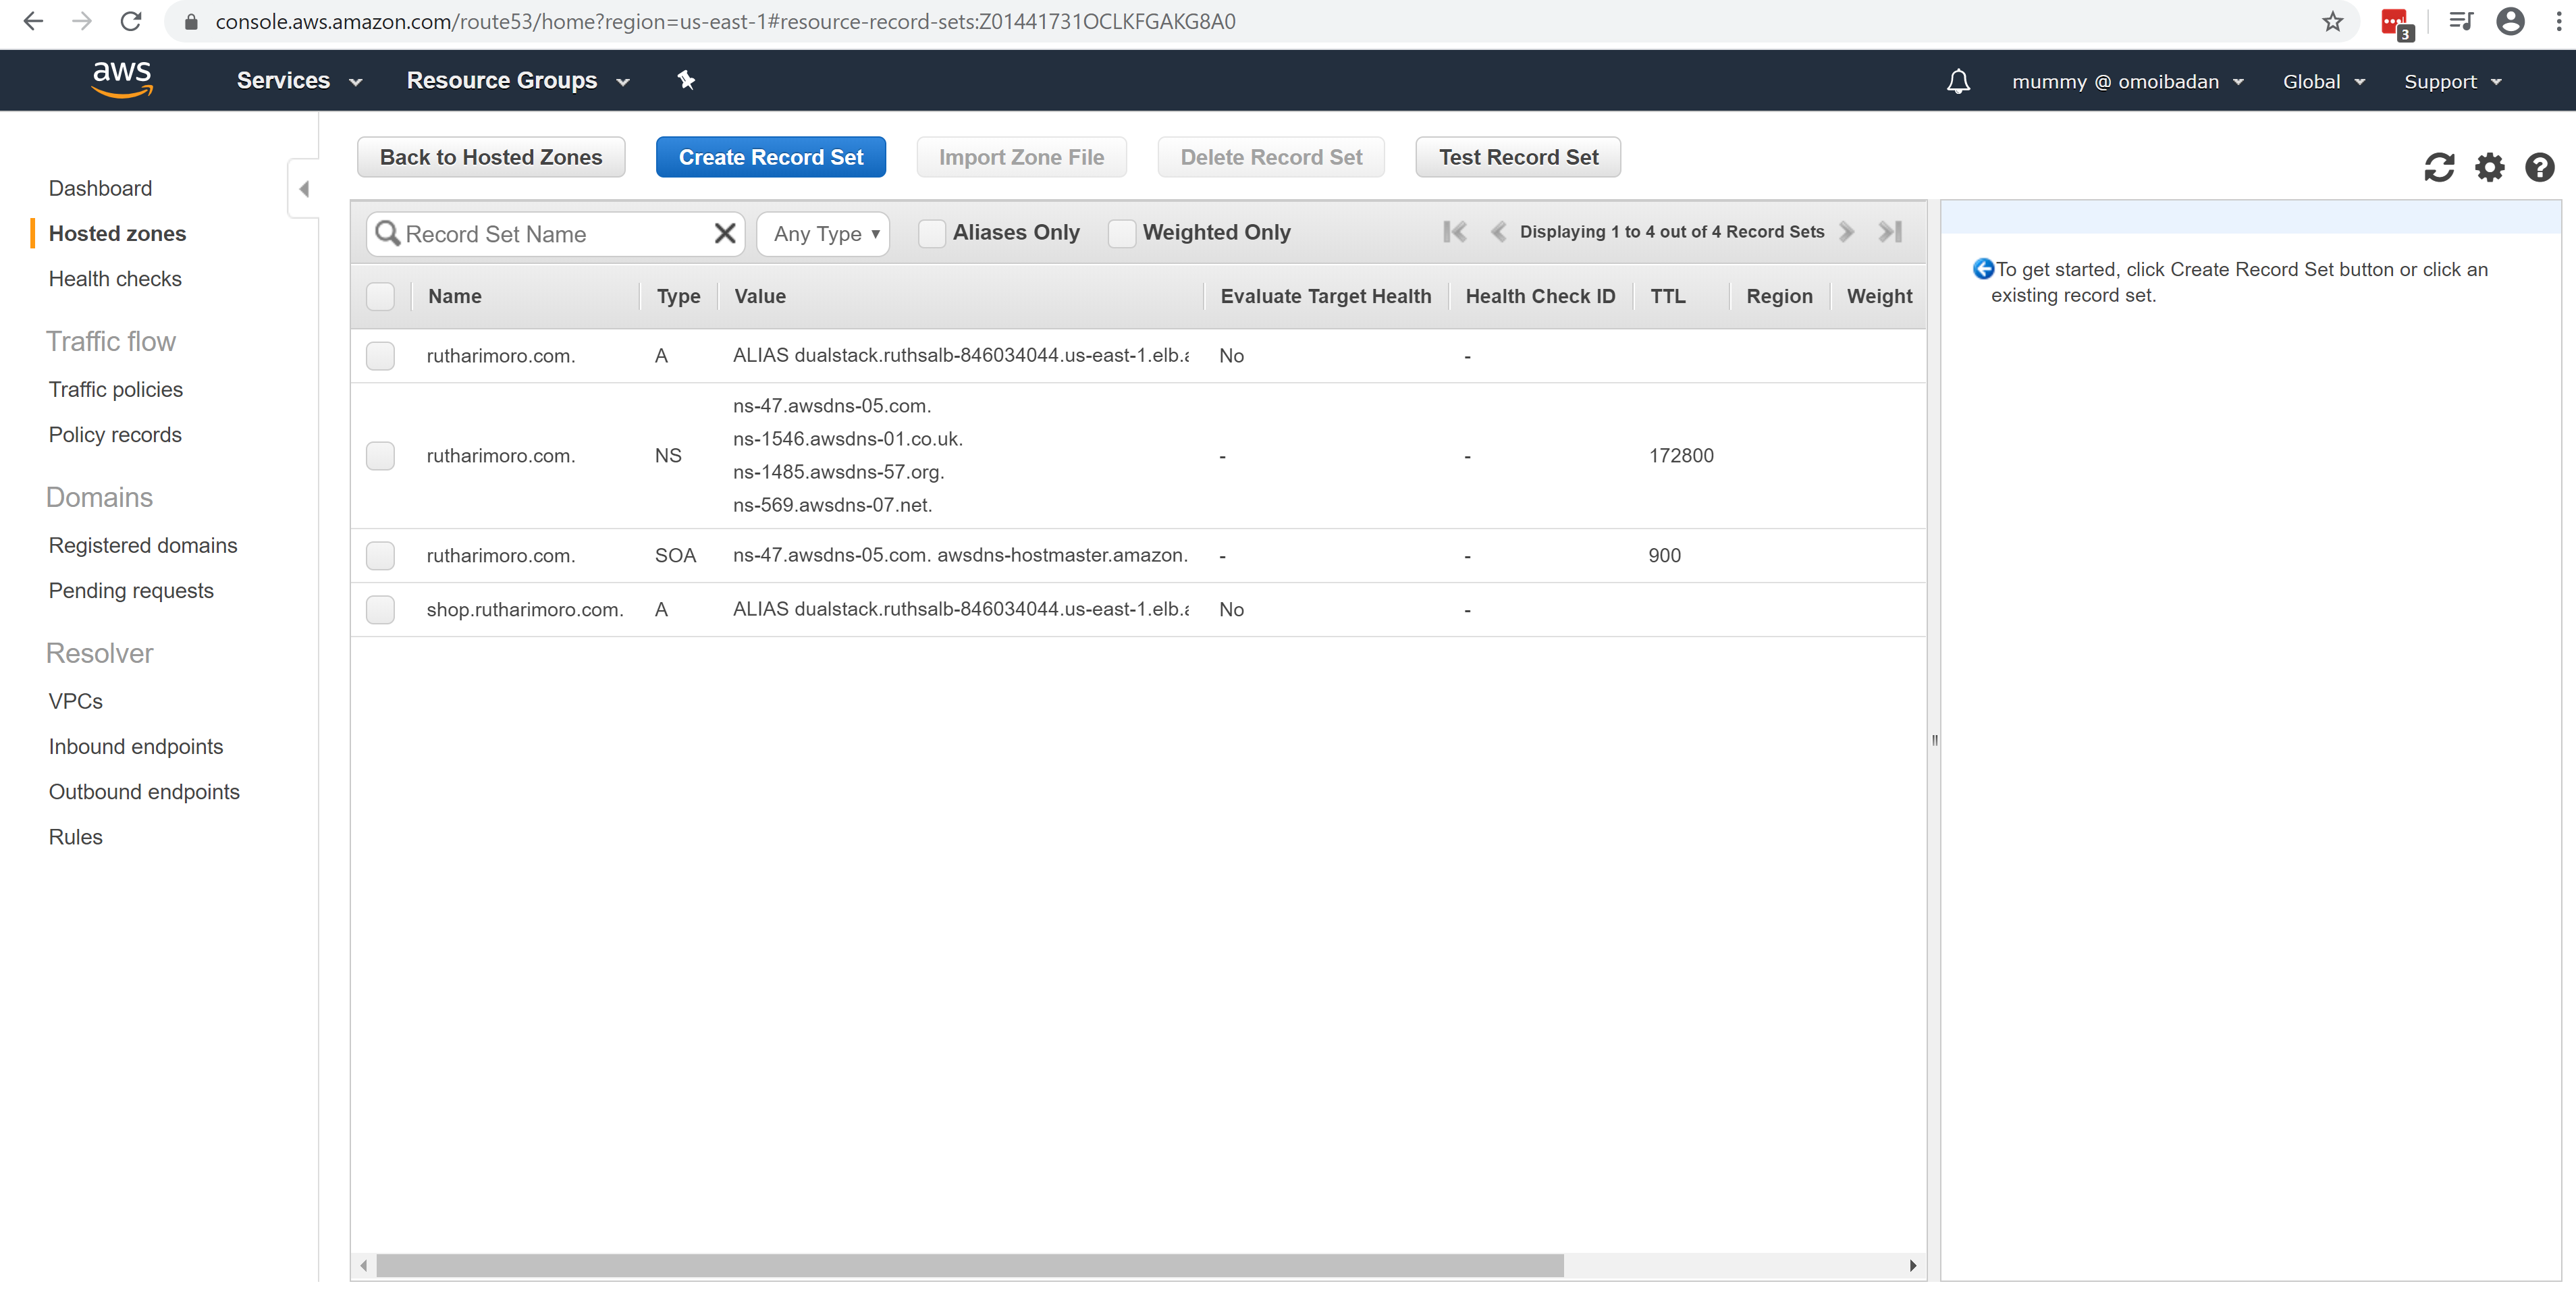 console.aws.amazon.com/route53/home?region=us-east-1#resource-record-sets:Z01441731OCLKFGAKG8A0
3
aws Services Resource Groups mummy @ omoibadan Global Support
Back to Hosted Zones Create Record Set Import Zone File Delete Record Set Test Record Set
Dashboard
Hosted zones
Health checks
Traffic flow
Traffic policies
Policy records
Domains
Registered domains
Pending requests
Resolver
VPCs
Inbound endpoints
Outbound endpoints
Rules
Record Set Name Any Type Aliases Only Weighted Only Displaying 1 to 4 out of 4 Record Sets
Name Type Value Evaluate Target Health Health Check ID TTL Region Weight
rutharimoro.com. A ALIAS dualstack.ruthsalb-846034044.us-east-1.elb.a No -
ns-47.awsdns-05.com.
ns-1546.awsdns-01.co.uk.
rutharimoro.com. NS - - 172800
ns-1485.awsdns-57.org.
ns-569.awsdns-07.net.
rutharimoro.com. SOA ns-47.awsdns-05.com. awsdns-hostmaster.amazon. - - 900
shop.rutharimoro.com. A ALIAS dualstack.ruthsalb-846034044.us-east-1.elb.a No -
To get started, click Create Record Set button or click an
existing record set.